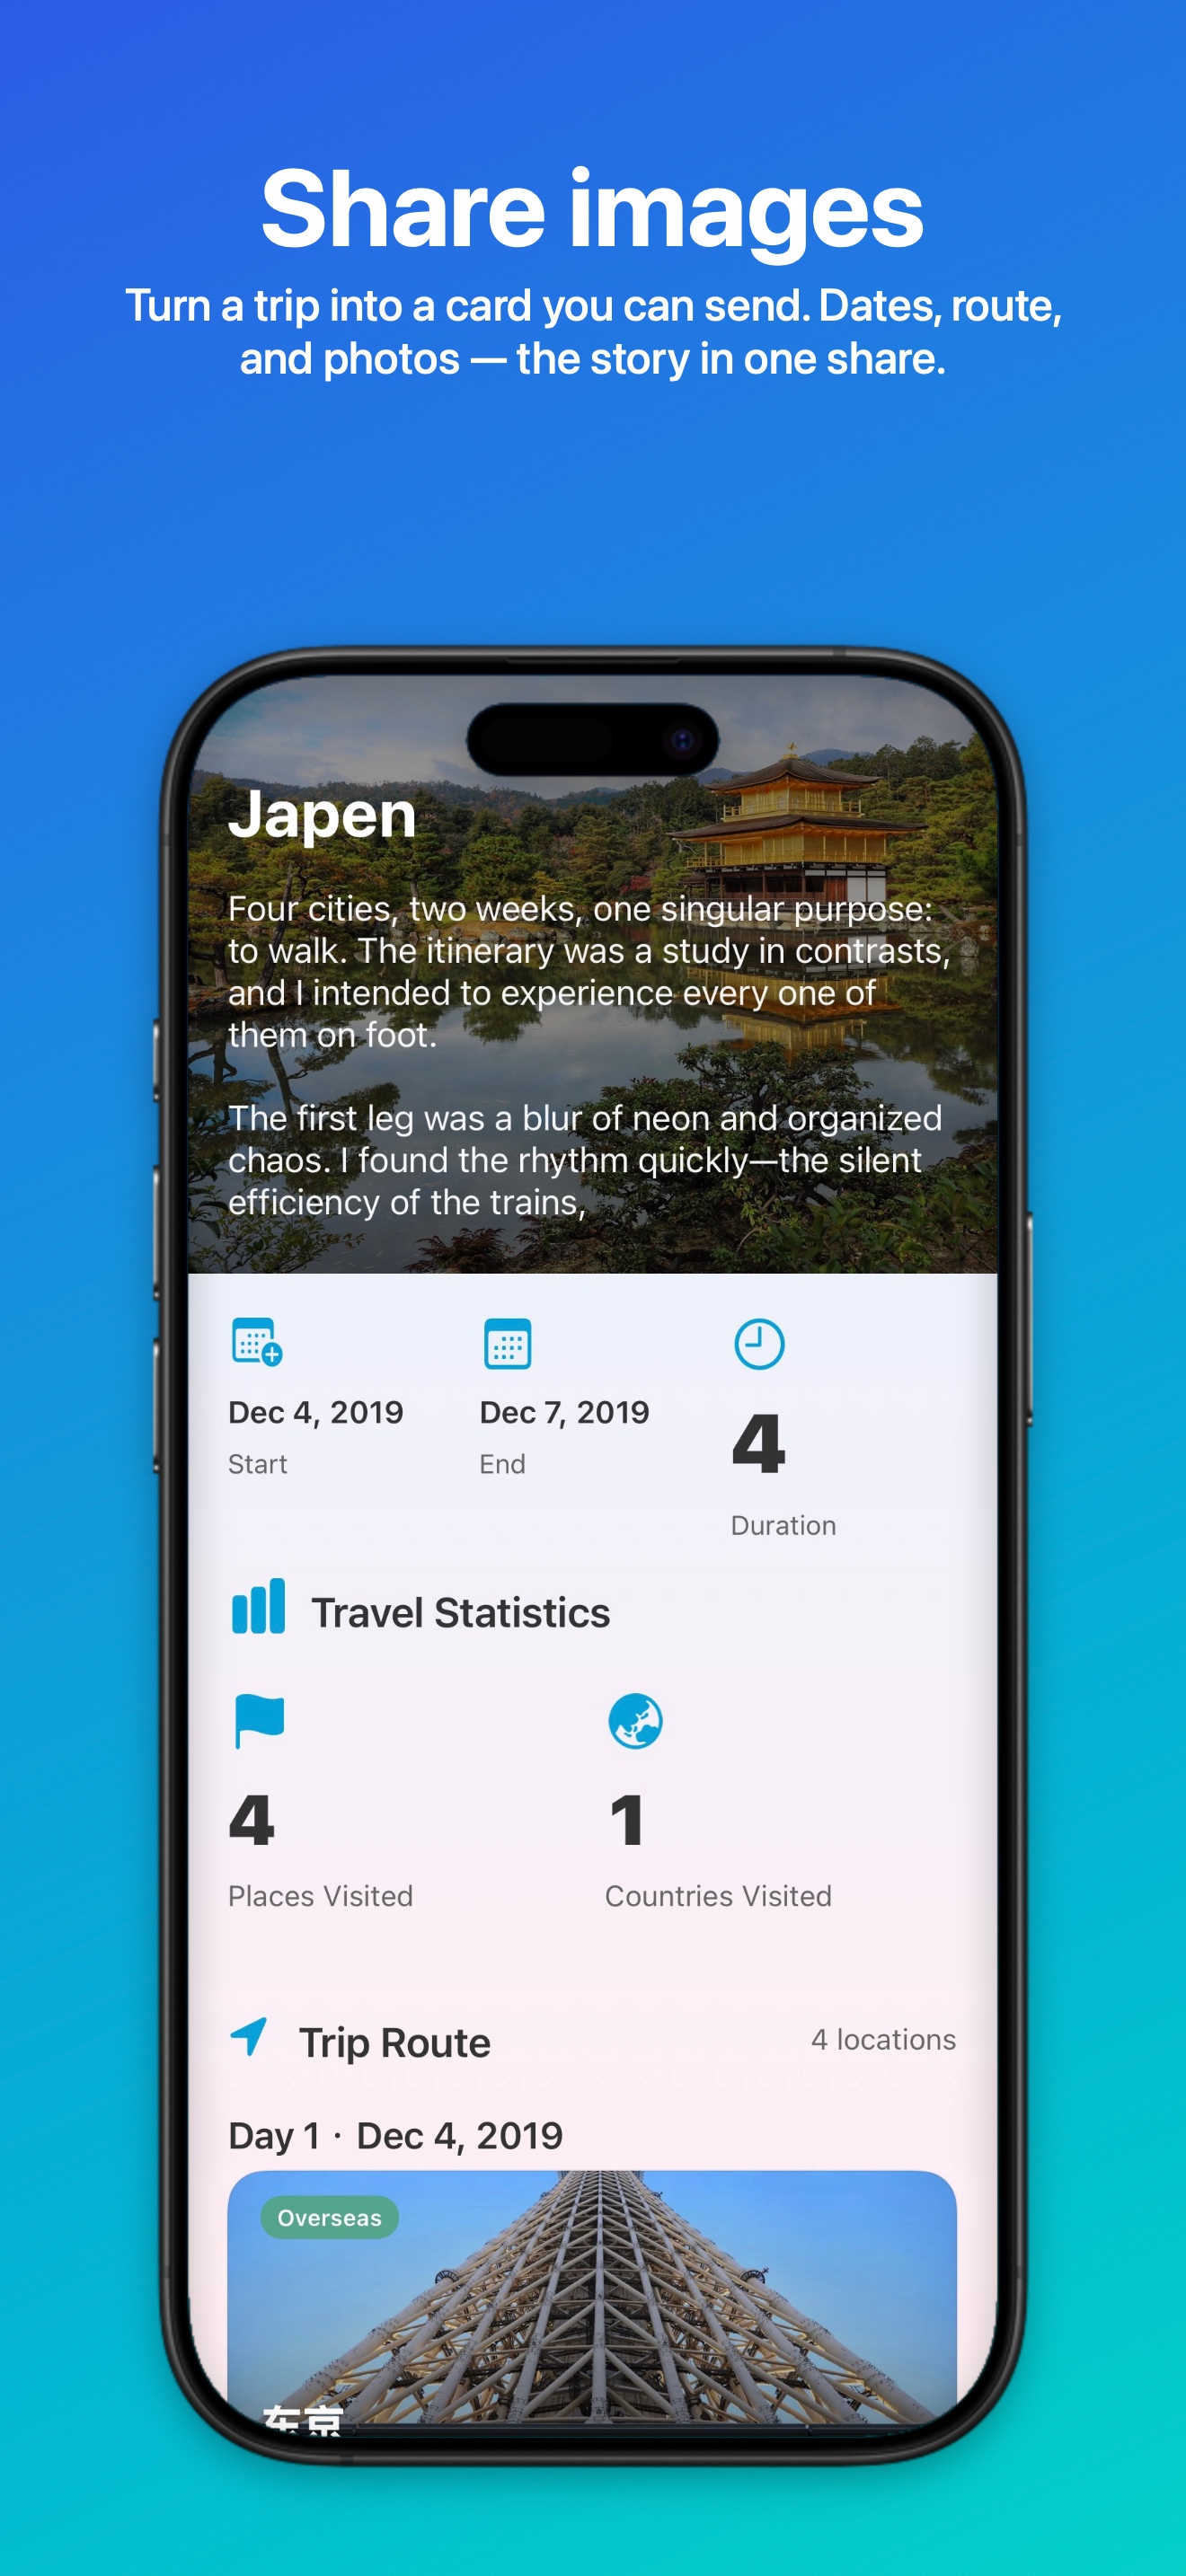 Share images
Turn a trip into a card you can send. Dates, route,
and photos — the story in one share.
Japen
Four cities, two weeks, one singular purpose:
to walk. The itinerary was a study in contrasts,
and I intended to experience every one of
them on foot.
The first leg was a blur of neon and organized
chaos. I found the rhythm quickly—the silent
efficiency of the trains,
Dec 4, 2019
Start
Dec 7, 2019
End
4
Duration
Travel Statistics
4
Places Visited
1
Countries Visited
Trip Route
4 locations
Day 1 · Dec 4, 2019
Overseas
东京